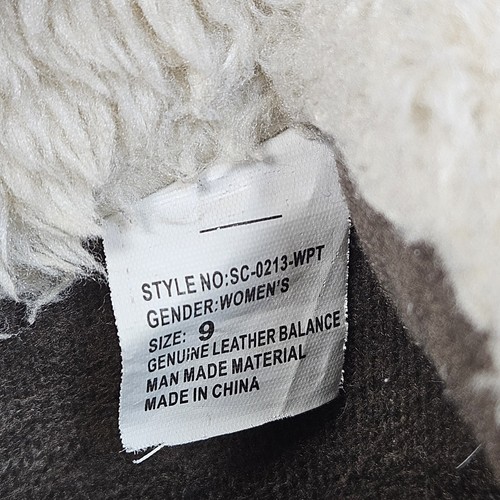 STYLE NO:SC-0213-WPT
GENDER:WOMEN'S
SIZE: 9
GENUINE LEATHER BALANCE
MAN MADE MATERIAL
MADE IN CHINA